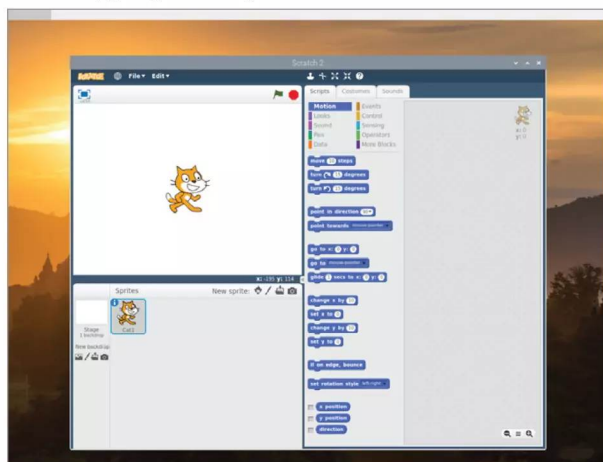 Scratch 2
SCRATCH File Edit
Scripts Costumes Sounds
Motion Events
Looks Control
Sound Sensing
Pen Operators
Data More Blocks
x: 0
y: 0
move 10 steps
turn 15 degrees
turn 15 degrees
point in direction
point towards mouse-pointer
go to x: 0 y: 0
go to mouse-pointer
glide 1 secs to x: 0 y: 0
change x by 10
set x to 0
change y by 10
set y to 0
if on edge, bounce
set rotation style left-right
x position
y position
direction
x: -195 y: 114
Sprites New sprite:
Stage
1 backdrop
New backdrop